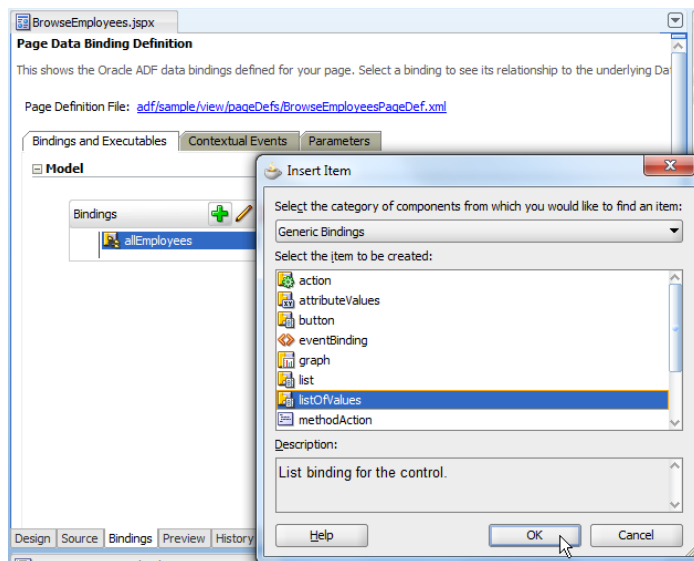 BrowseEmployees.jspx
Page Data Binding Definition
This shows the Oracle ADF data bindings defined for your page. Select a binding to see its relationship to the underlying Da
Page Definition File: adf/sample/view/pageDefs/BrowseEmployeesPageDef.xml
Bindings and Executables Contextual Events Parameters
Model
Bindings
allEmployees
Insert Item
Select the category of components from which you would like to find an item:
Generic Bindings
Select the item to be created:
action
attributeValues
button
eventBinding
graph
list
listOfValues
methodAction
Description:
List binding for the control.
Help OK Cancel
Design Source Bindings Preview History